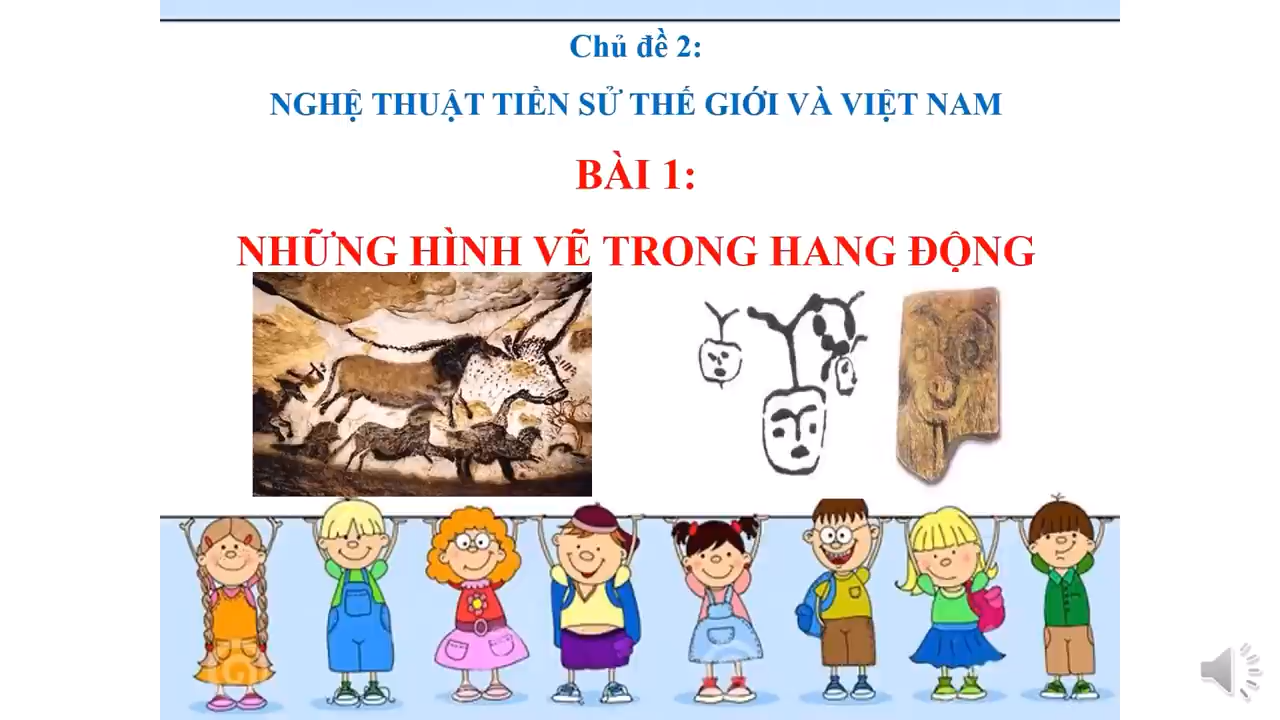 Chủ đề 2:
NGHỆ THUẬT TIỀN SỬ THẾ GIỚI VÀ VIỆT NAM
BÀI 1:
NHỮNG HÌNH VẼ TRONG HANG ĐỘNG